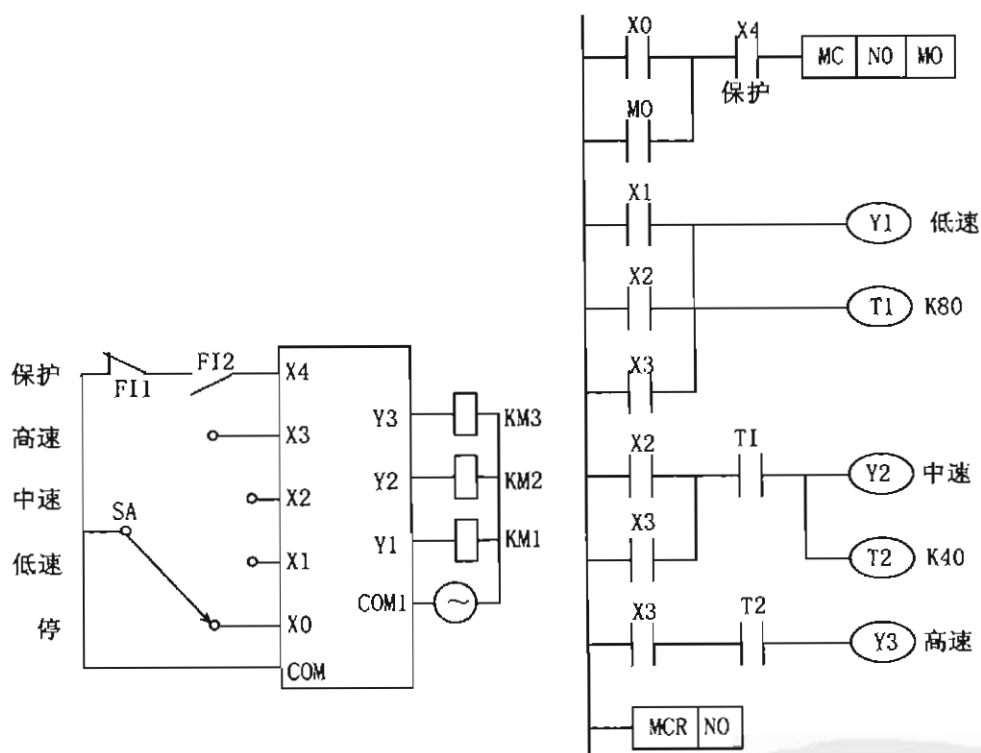 保护
FI1
FI2
X4
高速
X3
中速
X2
SA
低速
X1
停
X0
COM
Y3
KM3
Y2
KM2
Y1
KM1
COM1
~
X0
X4
保护
MC N0 M0
M0
X1
Y1 低速
X2
T1 K80
X3
X2
T1
Y2 中速
X3
T2 K40
X3
T2
Y3 高速
MCR N0